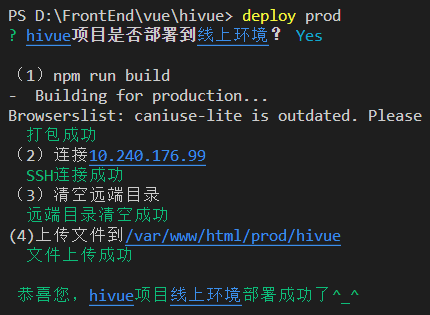 PS D:\FrontEnd\vue\hivue> deploy prod
? hivue项目是否部署到线上环境? Yes
（1）npm run build
-  Building for production...
Browserslist: caniuse-lite is outdated. Please
打包成功
（2）连接10.240.176.99
SSH连接成功
（3）清空远端目录
远端目录清空成功
(4)上传文件到/var/www/html/prod/hivue
文件上传成功
恭喜您，hivue项目线上环境部署成功了^_^